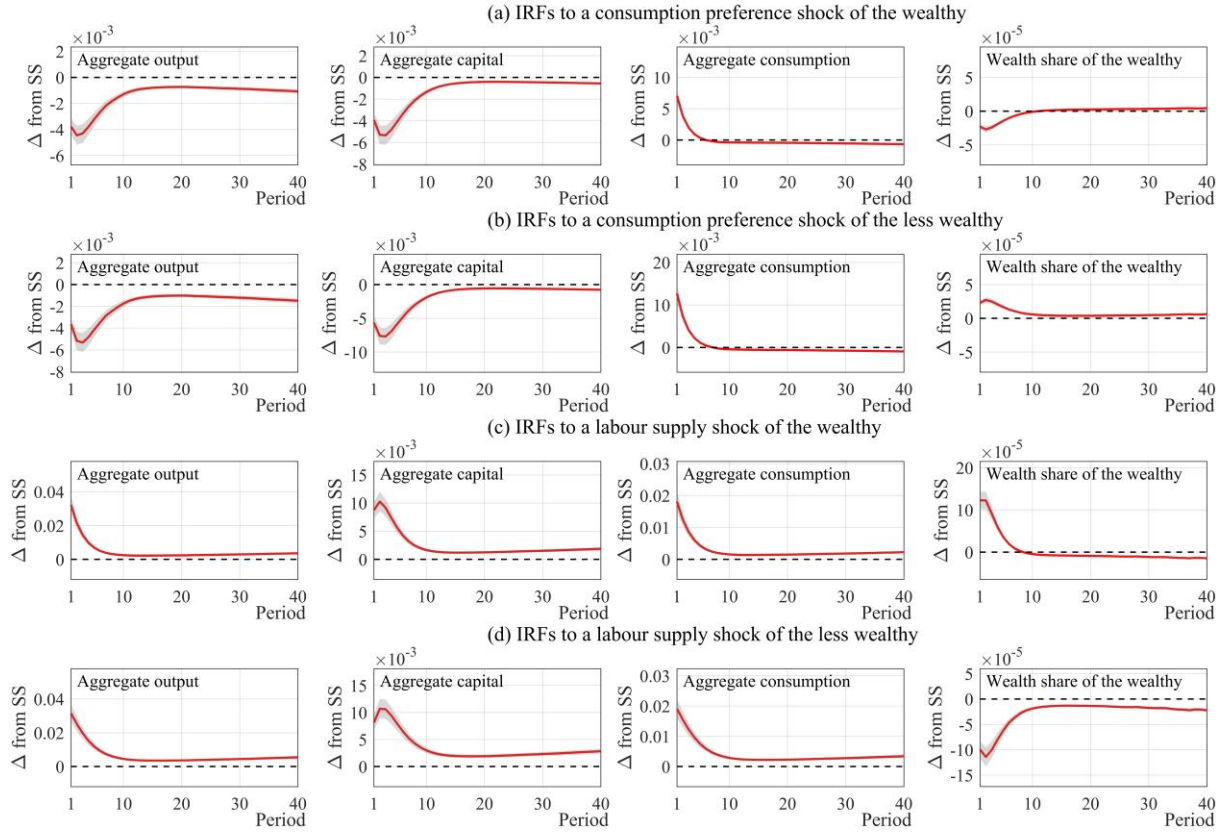 (a) IRFs to a consumption preference shock of the wealthy
×10⁻³ ×10⁻³ ×10⁻³ ×10⁻⁵
Aggregate output Aggregate capital Aggregate consumption Wealth share of the wealthy
Δ from SS Δ from SS Δ from SS Δ from SS
2 0 -2 -4 -6
2 0 -2 -4 -6 -8
10 5 0
5 0 -5
1 10 20 30 40 1 10 20 30 40 1 10 20 30 40 1 10 20 30 40
Period Period Period Period
(b) IRFs to a consumption preference shock of the less wealthy
×10⁻³ ×10⁻³ ×10⁻³ ×10⁻⁵
Aggregate output Aggregate capital Aggregate consumption Wealth share of the wealthy
Δ from SS Δ from SS Δ from SS Δ from SS
2 0 -2 -4 -6 -8
0 -5 -10
20 10 0
5 0 -5
1 10 20 30 40 1 10 20 30 40 1 10 20 30 40 1 10 20 30 40
Period Period Period Period
(c) IRFs to a labour supply shock of the wealthy
×10⁻³ ×10⁻⁵
Aggregate output Aggregate capital Aggregate consumption Wealth share of the wealthy
Δ from SS Δ from SS Δ from SS Δ from SS
0.04 0.02 0
15 10 5 0
0.03 0.02 0.01 0
20 10 0
1 10 20 30 40 1 10 20 30 40 1 10 20 30 40 1 10 20 30 40
Period Period Period Period
(d) IRFs to a labour supply shock of the less wealthy
×10⁻³ ×10⁻⁵
Aggregate output Aggregate capital Aggregate consumption Wealth share of the wealthy
Δ from SS Δ from SS Δ from SS Δ from SS
0.04 0.02 0
15 10 5 0
0.03 0.02 0.01 0
5 0 -5 -10 -15
1 10 20 30 40 1 10 20 30 40 1 10 20 30 40 1 10 20 30 40
Period Period Period Period